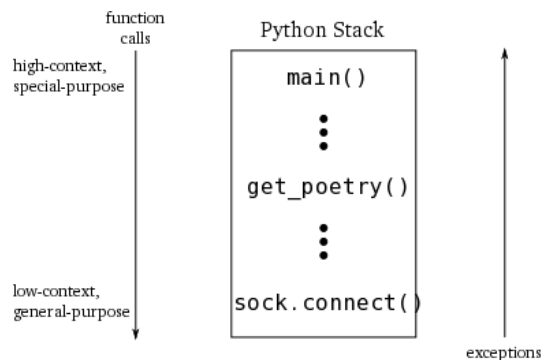 function
calls
Python Stack
high-context,
special-purpose
main()
get_poetry()
low-context,
general-purpose
sock.connect()
exceptions